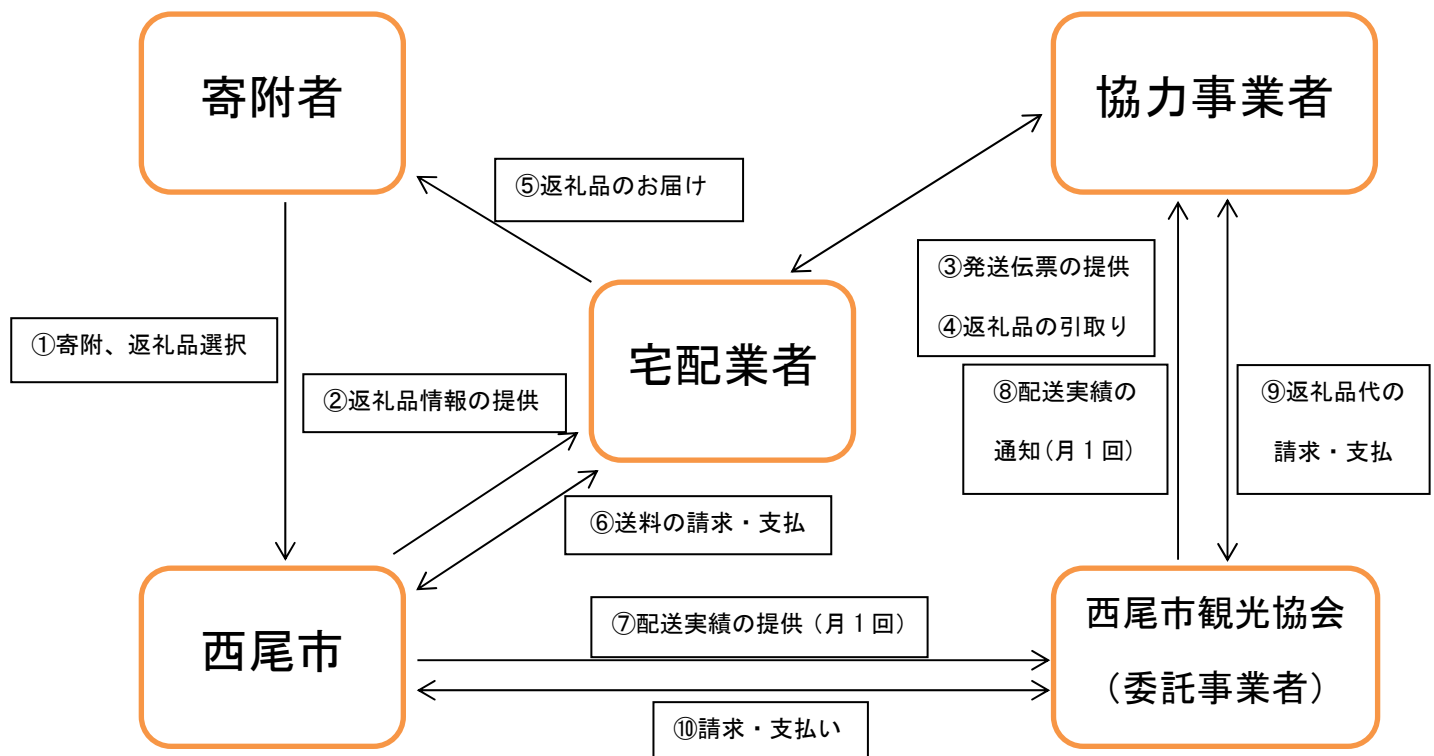 寄附者
協力事業者
⑤返礼品のお届け
③発送伝票の提供
④返礼品の引取り
①寄附、返礼品選択
宅配業者
②返礼品情報の提供
⑧配送実績の
通知(月1回)
⑨返礼品代の
請求・支払
⑥送料の請求・支払
西尾市
⑦配送実績の提供(月1回)
西尾市観光協会
(委託事業者)
⑩請求・支払い